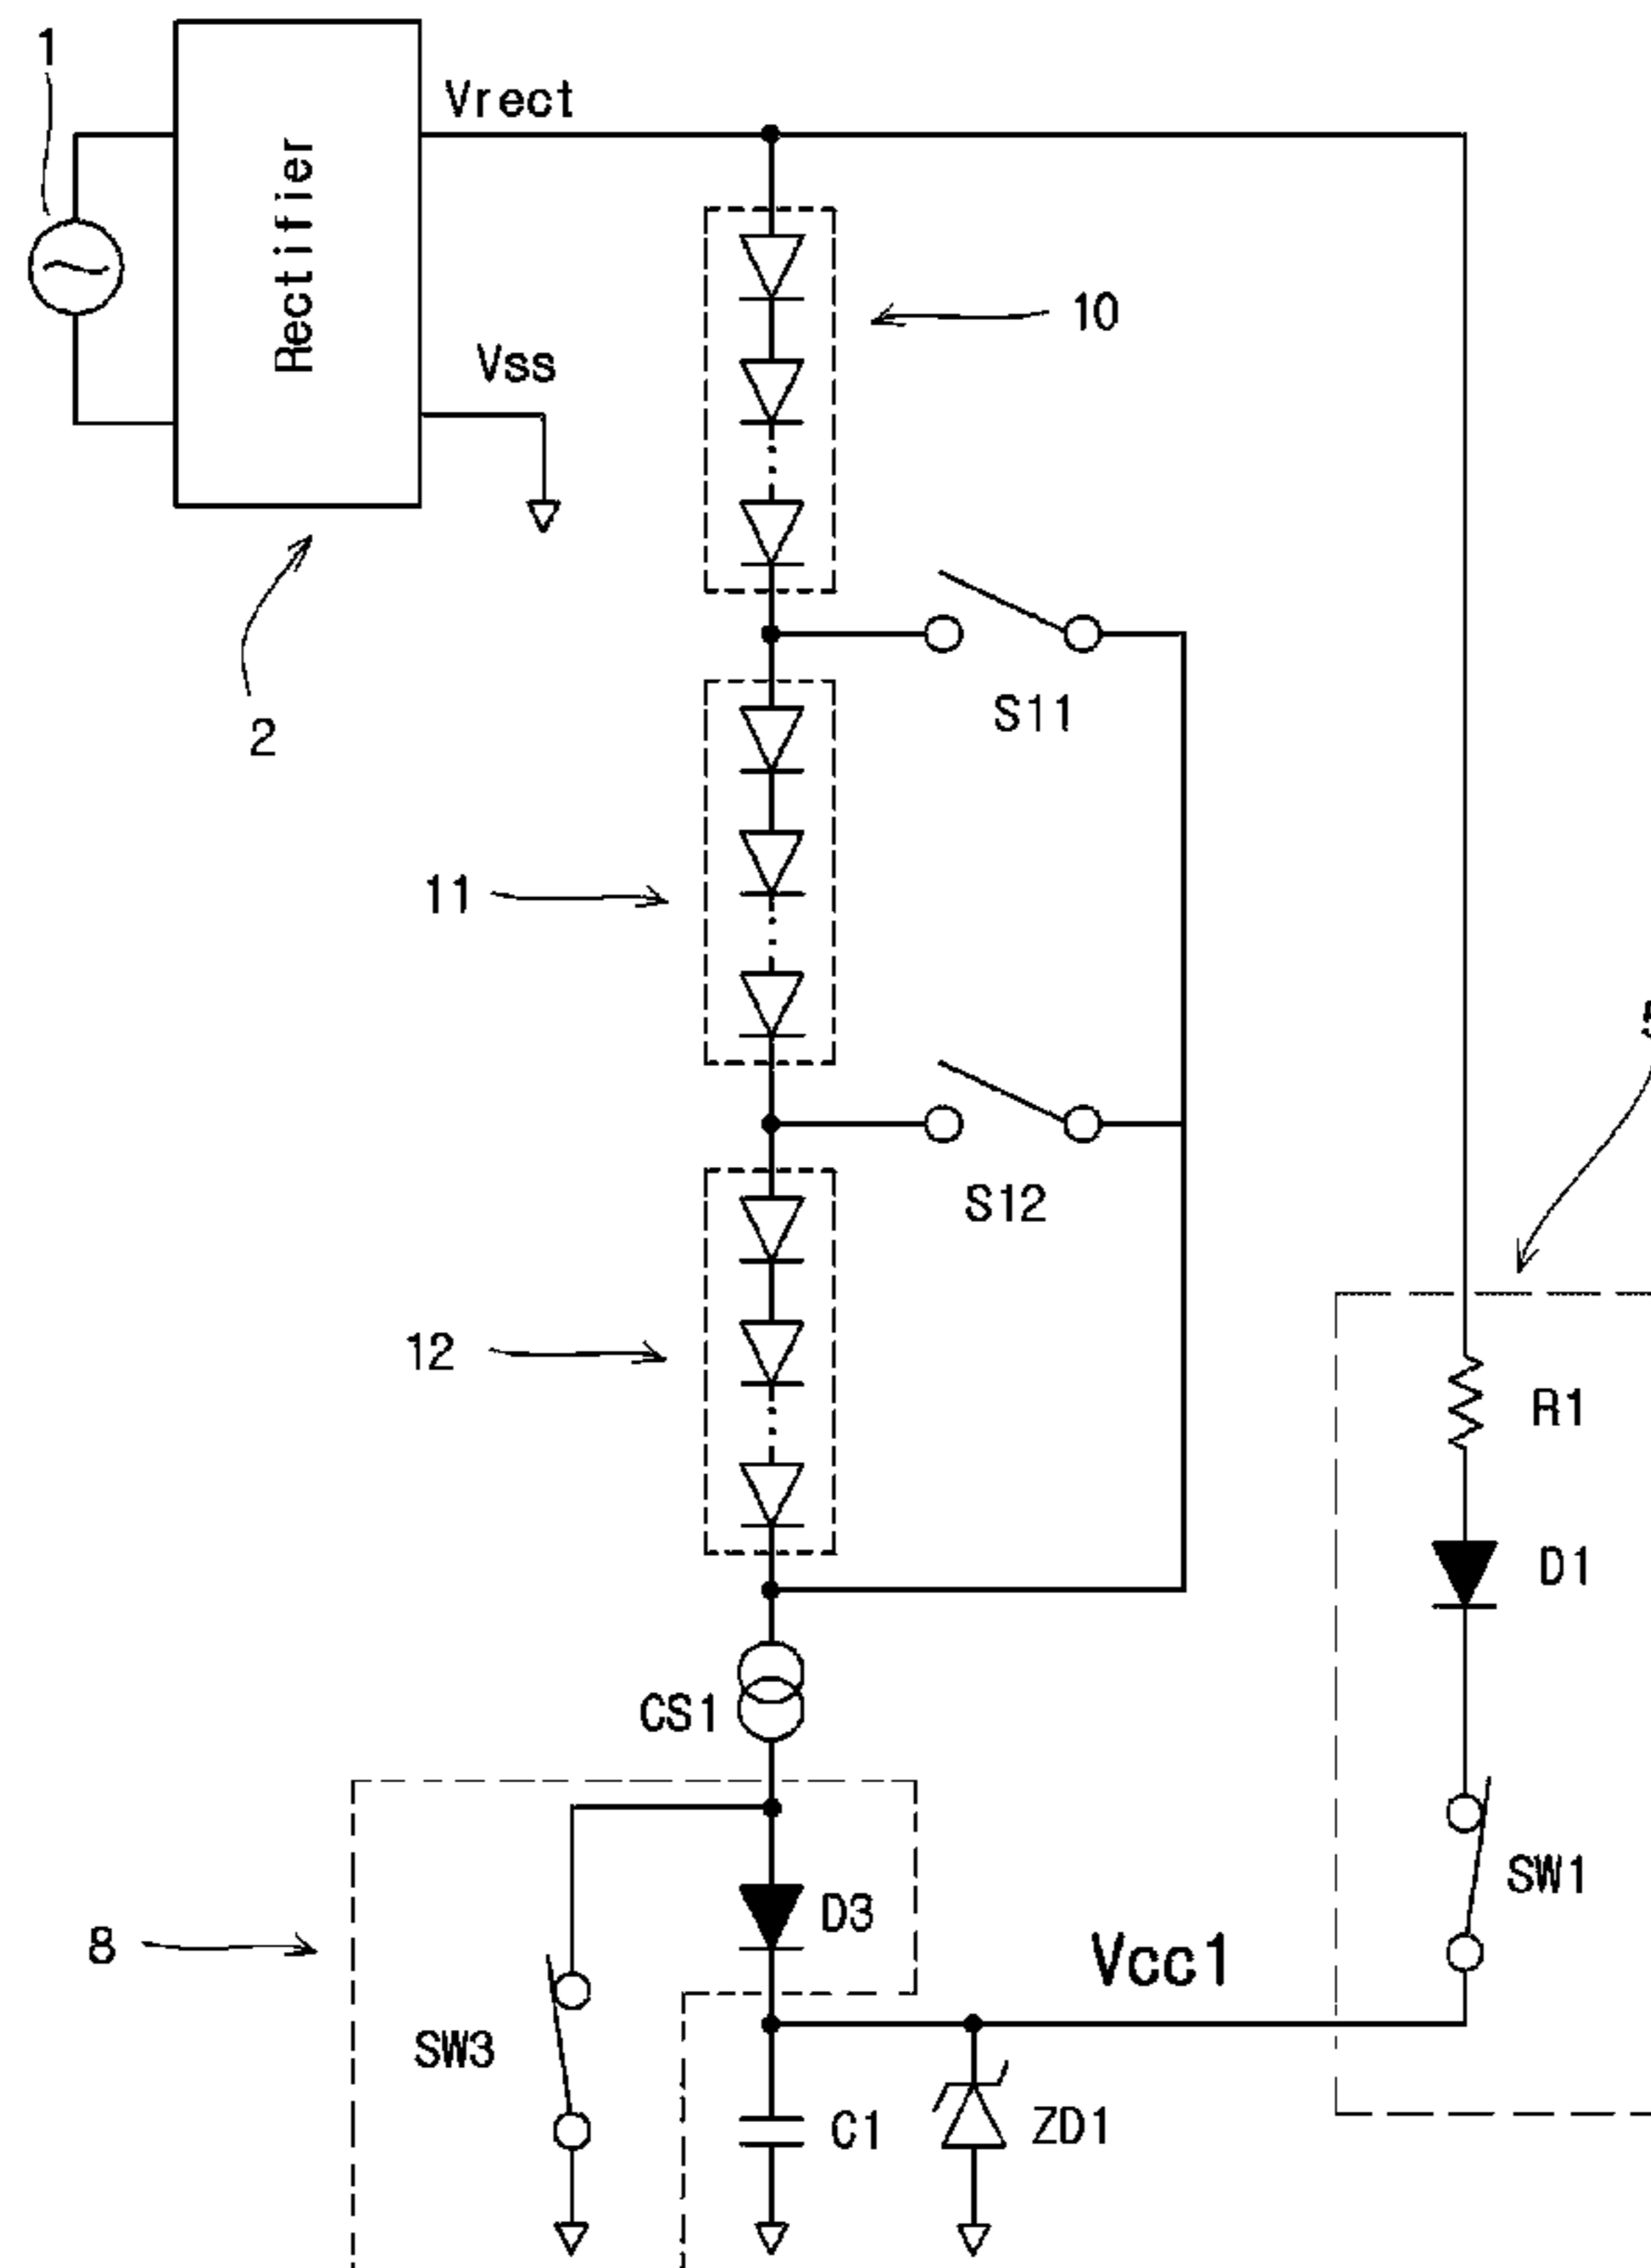 1
Vrect
Rectifier
10
Vss
S11
2
11
S12
12
5
R1
D1
CS1
SW1
D3
8
Vcc1
SW3
C1
ZD1